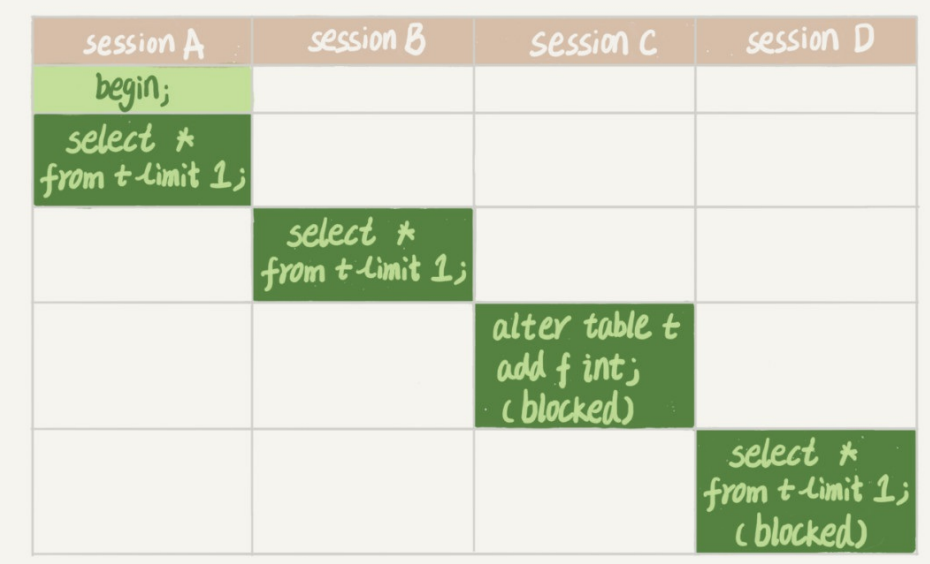 session A
session B
session C
session D
begin;
select *
from t limit 1;
select *
from t limit 1;
alter table t
add f int;
(blocked)
select *
from t limit 1;
(blocked)